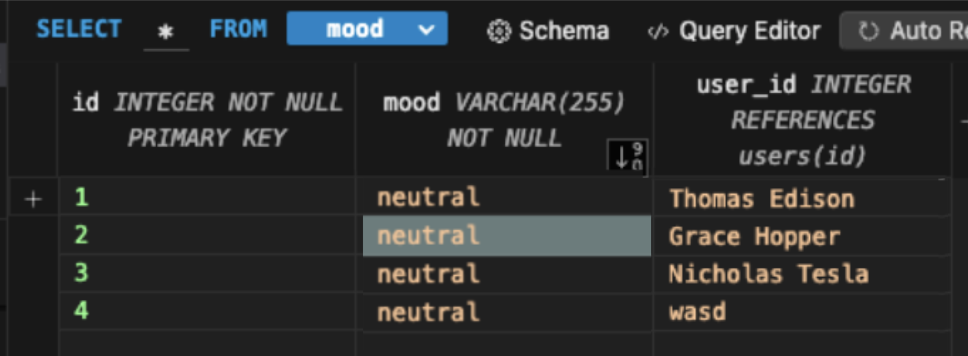 SELECT * FROM mood Schema </> Query Editor Auto Re
id INTEGER NOT NULL PRIMARY KEY
mood VARCHAR(255) NOT NULL
user_id INTEGER REFERENCES users(id)
+ 1 neutral Thomas Edison
2 neutral Grace Hopper
3 neutral Nicholas Tesla
4 neutral wasd